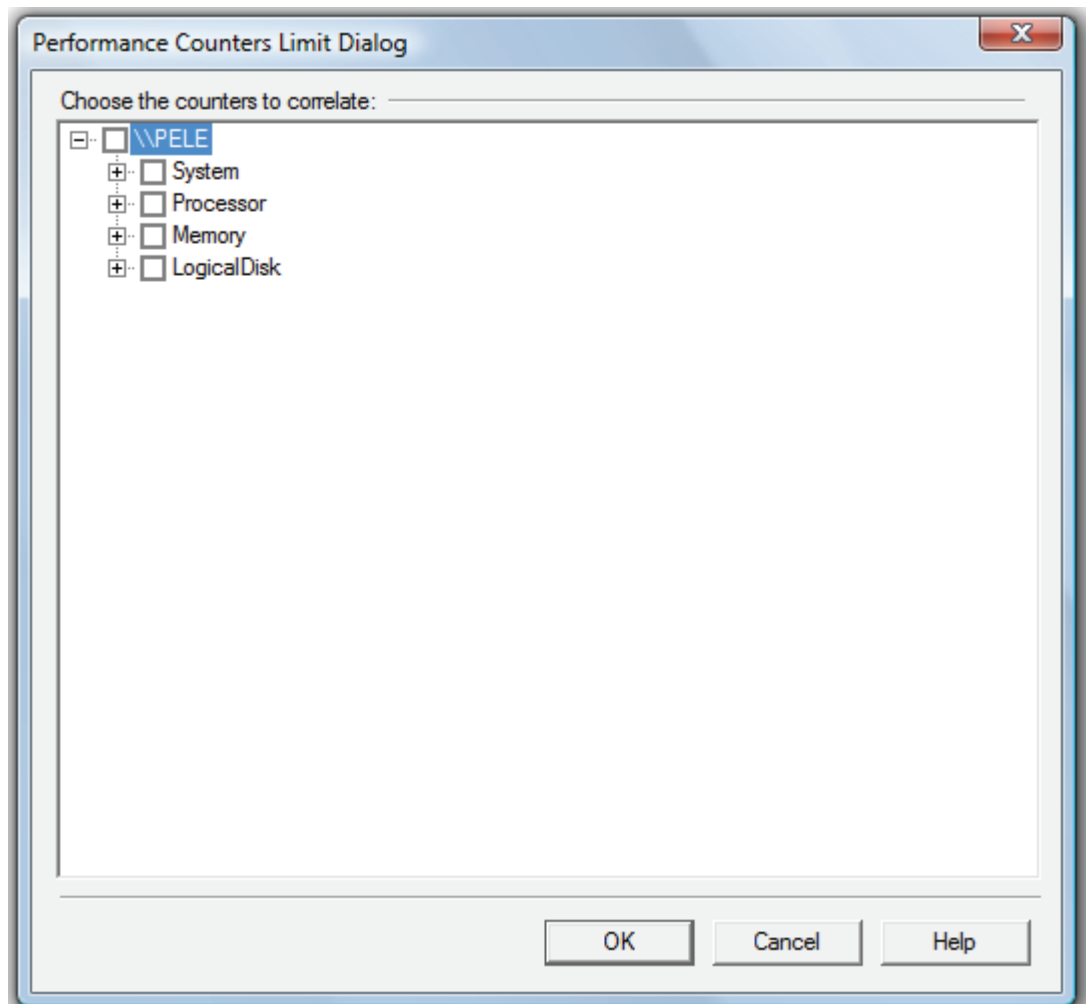 Performance Counters Limit Dialog
Choose the counters to correlate:
\\PELE
System
Processor
Memory
LogicalDisk
OK Cancel Help